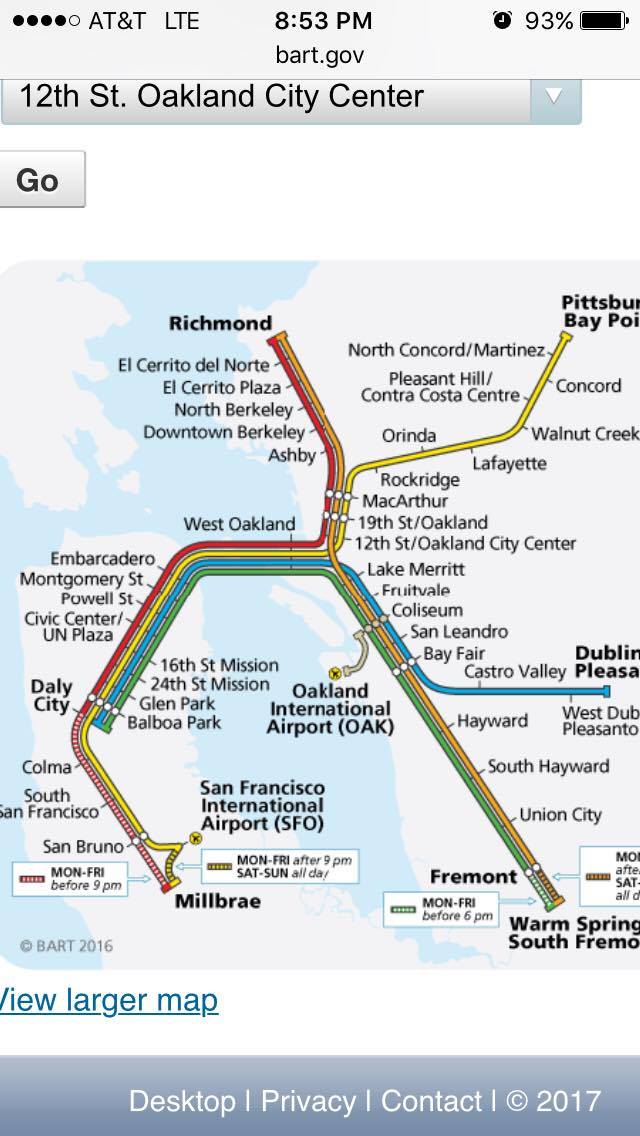 AT&T LTE 8:53 PM 93%
bart.gov
12th St. Oakland City Center
Go
Richmond
El Cerrito del Norte
El Cerrito Plaza
North Berkeley
Downtown Berkeley
Ashby
Pittsbur
Bay Poi
North Concord/Martinez
Concord
Pleasant Hill/
Contra Costa Centre
Walnut Creek
Orinda
Lafayette
Rockridge
MacArthur
19th St/Oakland
12th St/Oakland City Center
West Oakland
Lake Merritt
Fruitvale
Coliseum
San Leandro
Bay Fair
Castro Valley
Dublin
Pleasa
West Dub
Pleasanto
Embarcadero
Montgomery St
Powell St
Civic Center/
UN Plaza
16th St Mission
24th St Mission
Glen Park
Balboa Park
Daly
City
Oakland
International
Airport (OAK)
Hayward
South Hayward
Union City
Colma
South
San Francisco
San Bruno
San Francisco
International
Airport (SFO)
MON-FRI
before 9 pm
MON-FRI after 9 pm
SAT-SUN all day
Millbrae
Fremont
MON-FRI
before 6 pm
MO
afte
SAT-
all d
Warm Spring
South Fremo
© BART 2016
View larger map
Desktop | Privacy | Contact | © 2017